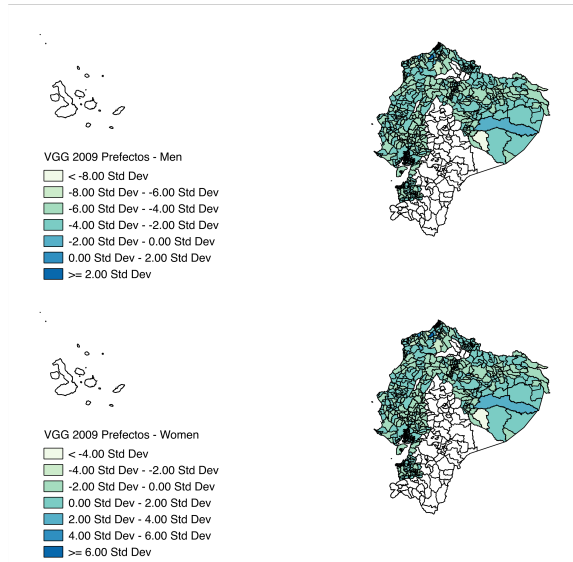 VGG 2009 Prefectos - Men
< -8.00 Std Dev
-8.00 Std Dev - -6.00 Std Dev
-6.00 Std Dev - -4.00 Std Dev
-4.00 Std Dev - -2.00 Std Dev
-2.00 Std Dev - 0.00 Std Dev
0.00 Std Dev - 2.00 Std Dev
>= 2.00 Std Dev
VGG 2009 Prefectos - Women
< -4.00 Std Dev
-4.00 Std Dev - -2.00 Std Dev
-2.00 Std Dev - 0.00 Std Dev
0.00 Std Dev - 2.00 Std Dev
2.00 Std Dev - 4.00 Std Dev
4.00 Std Dev - 6.00 Std Dev
>= 6.00 Std Dev